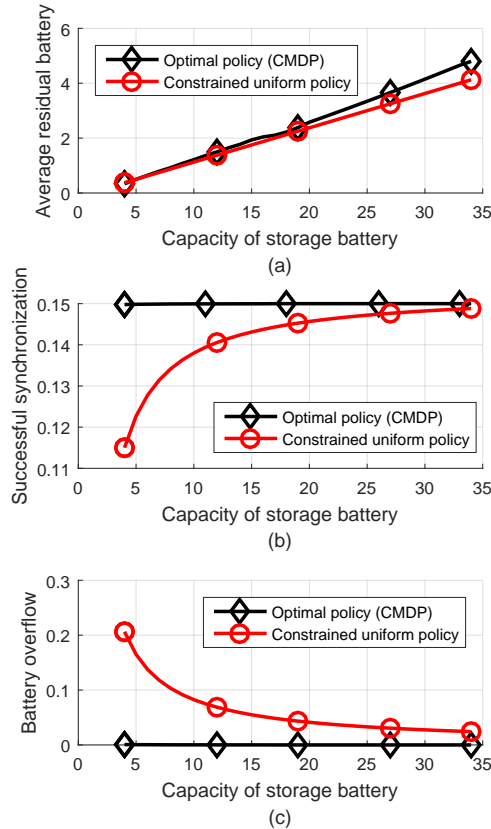 Average residual battery
6
4
2
0
Optimal policy (CMDP)
Constrained uniform policy
0 5 10 15 20 25 30 35
Capacity of storage battery
(a)
Successful synchronization
0.15
0.14
0.13
0.12
0.11
Optimal policy (CMDP)
Constrained uniform policy
0 5 10 15 20 25 30 35
Capacity of storage battery
(b)
Battery overflow
0.3
0.2
0.1
0
Optimal policy (CMDP)
Constrained uniform policy
0 5 10 15 20 25 30 35
Capacity of storage battery
(c)